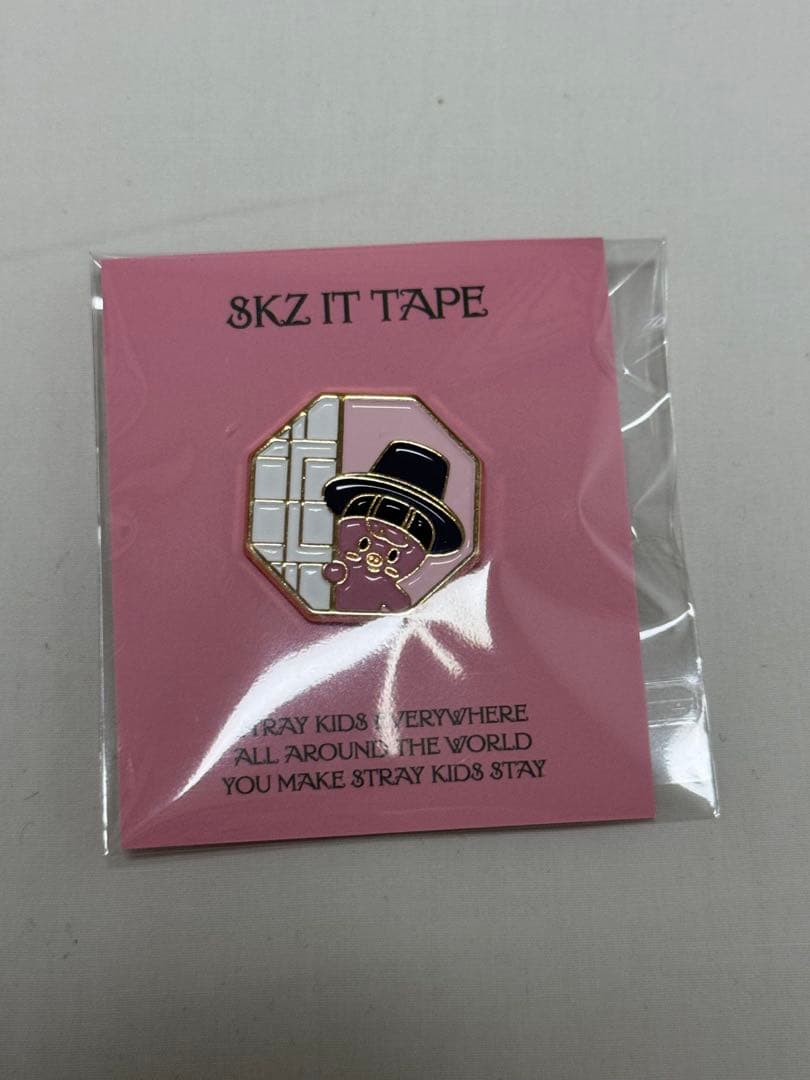 SKZ IT TAPE
STRAY KIDS EVERYWHERE
ALL AROUND THE WORLD
YOU MAKE STRAY KIDS STAY